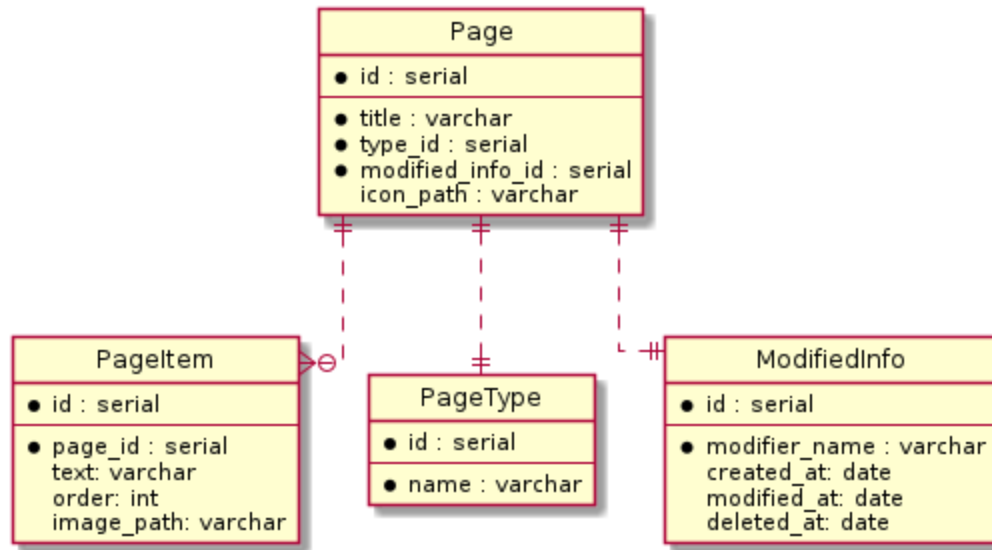 Page
id : serial
title : varchar
type_id : serial
modified_info_id : serial
icon_path : varchar
PageItem
id : serial
page_id : serial
text: varchar
order: int
image_path: varchar
PageType
id : serial
name : varchar
ModifiedInfo
id : serial
modifier_name : varchar
created_at: date
modified_at: date
deleted_at: date